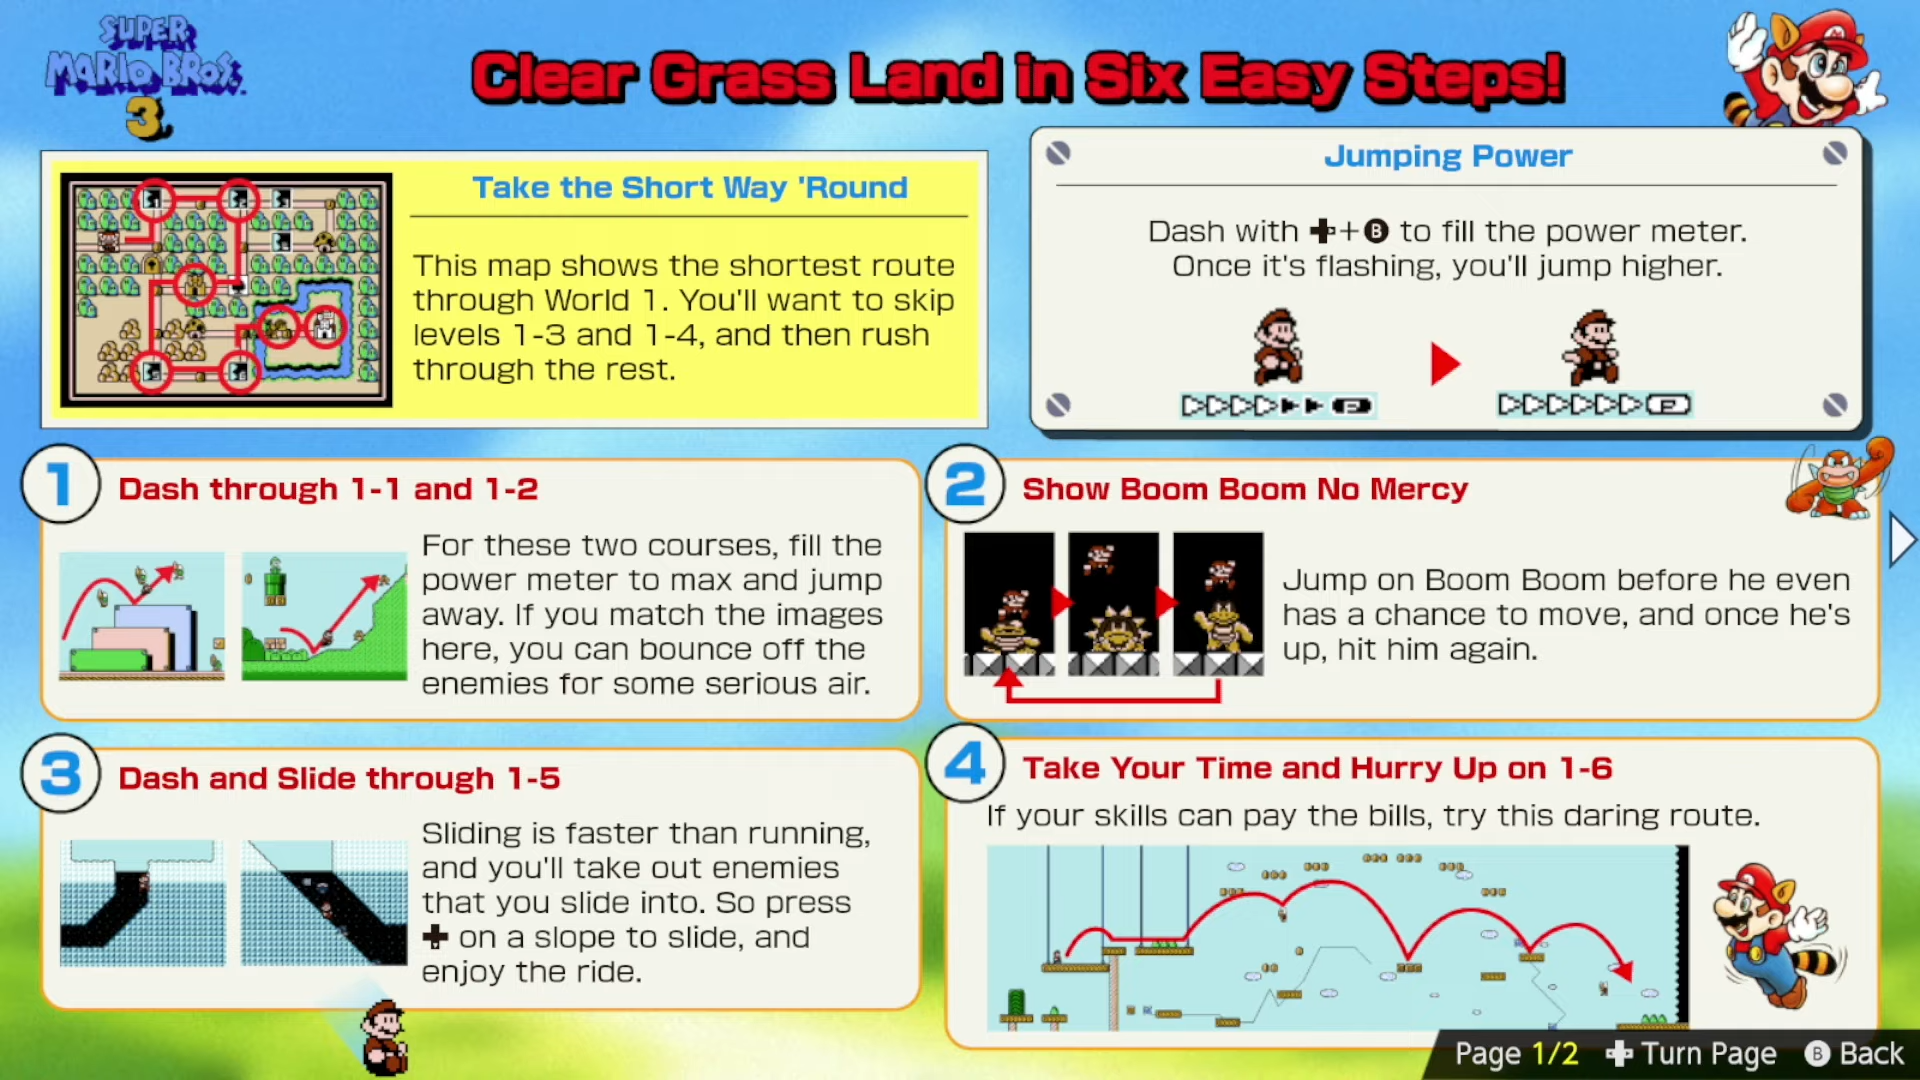 SUPER
MARIO BROS.
3
Clear Grass Land in Six Easy Steps!
Take the Short Way 'Round
This map shows the shortest route
through World 1. You'll want to skip
levels 1-3 and 1-4, and then rush
through the rest.
Jumping Power
Dash with + B to fill the power meter.
Once it's flashing, you'll jump higher.
P
P
1
Dash through 1-1 and 1-2
For these two courses, fill the
power meter to max and jump
away. If you match the images
here, you can bounce off the
enemies for some serious air.
2
Show Boom Boom No Mercy
Jump on Boom Boom before he even
has a chance to move, and once he's
up, hit him again.
3
Dash and Slide through 1-5
Sliding is faster than running,
and you'll take out enemies
that you slide into. So press
on a slope to slide, and
enjoy the ride.
4
Take Your Time and Hurry Up on 1-6
If your skills can pay the bills, try this daring route.
Page 1/2 Turn Page B Back